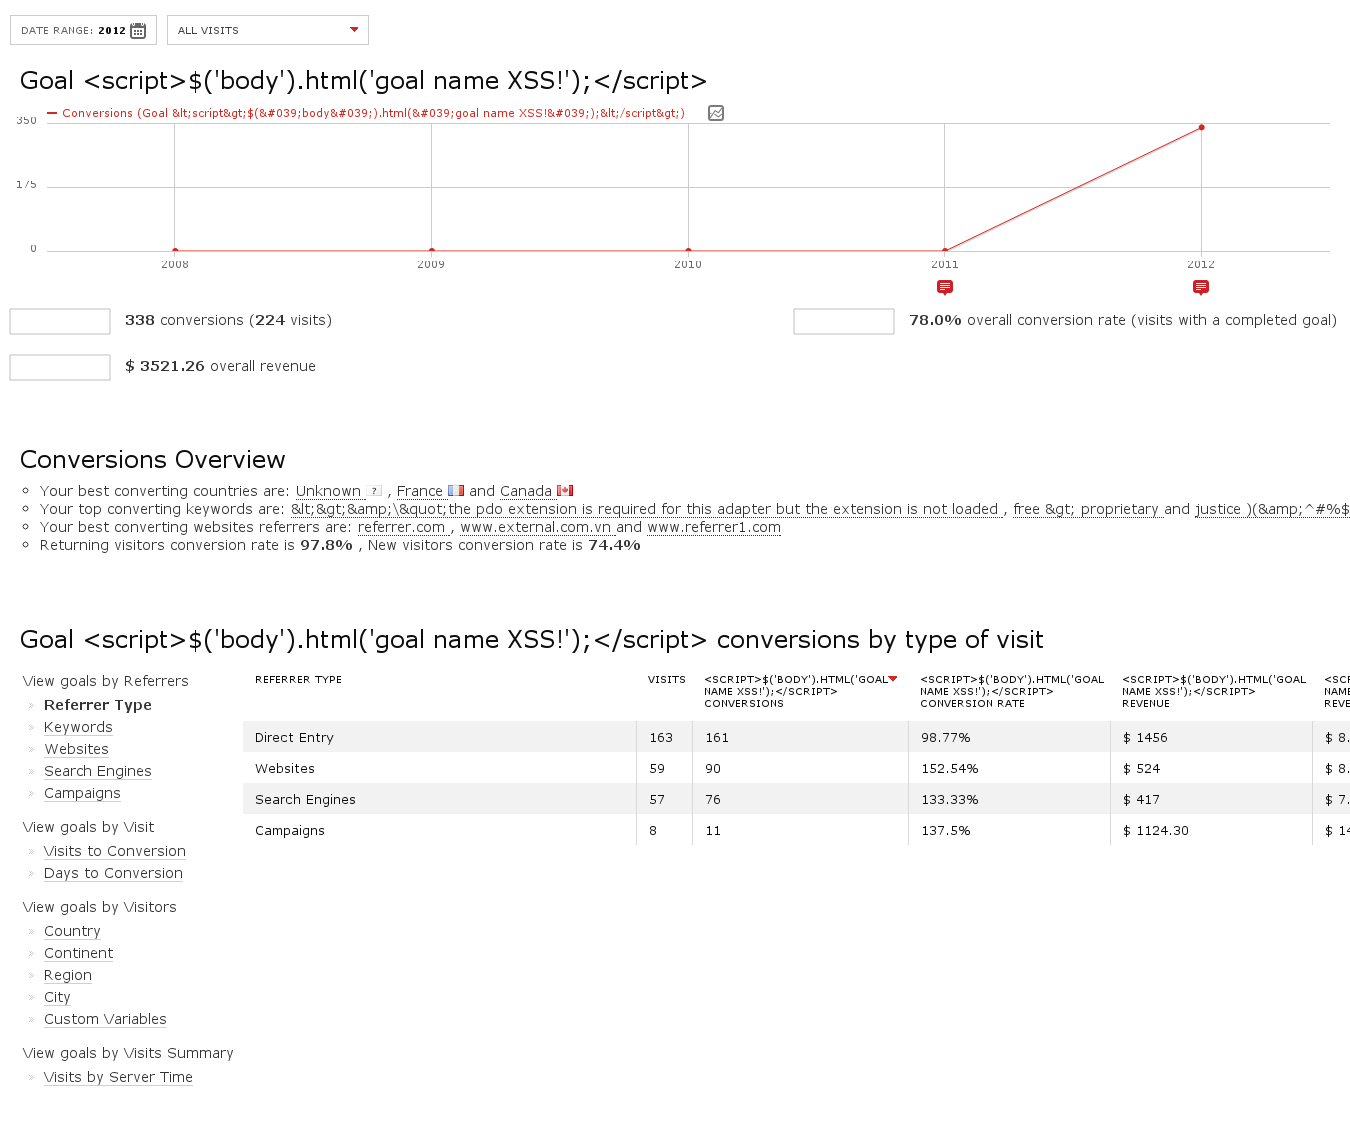 DATE RANGE: 2012 ALL VISITS
Goal <script>$('body').html('goal name XSS!');</script>
Conversions (Goal &lt;script&gt;$(&#039;body&#039;).html(&#039;goal name XSS!&#039;);&lt;/script&gt;)
350
175
0
2008 2009 2010 2011 2012
338 conversions (224 visits) 78.0% overall conversion rate (visits with a completed goal)
$ 3521.26 overall revenue
Conversions Overview
Your best converting countries are: Unknown ? , France and Canada
Your top converting keywords are: &lt;&gt;&amp;\&quot;the pdo extension is required for this adapter but the extension is not loaded , free &gt; proprietary and justice )(&amp;^#%$
Your best converting websites referrers are: referrer.com , www.external.com.vn and www.referrer1.com
Returning visitors conversion rate is 97.8% , New visitors conversion rate is 74.4%
Goal <script>$('body').html('goal name XSS!');</script> conversions by type of visit
View goals by Referrers
» Referrer Type
» Keywords
» Websites
» Search Engines
» Campaigns
View goals by Visit
» Visits to Conversion
» Days to Conversion
View goals by Visitors
» Country
» Continent
» Region
» City
» Custom Variables
View goals by Visits Summary
» Visits by Server Time
REFERRER TYPE VISITS <SCRIPT>$('BODY').HTML('GOAL <SCRIPT>$('BODY').HTML('GOAL <SCRIPT>$('BODY').HTML('GOAL <SCR
NAME XSS!');</SCRIPT> NAME XSS!');</SCRIPT> NAME XSS!');</SCRIPT> NAME
CONVERSIONS CONVERSION RATE REVENUE REVE
Direct Entry 163 161 98.77% $ 1456 $ 8.
Websites 59 90 152.54% $ 524 $ 8.
Search Engines 57 76 133.33% $ 417 $ 7.
Campaigns 8 11 137.5% $ 1124.30 $ 14